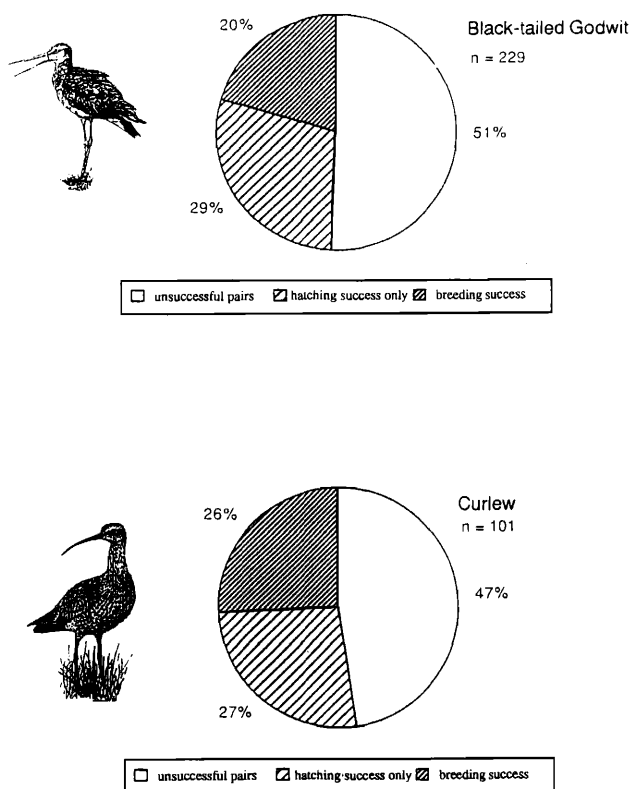 20%
Black-tailed Godwit
n = 229
51%
29%
unsuccessful pairs hatching success only breeding success
26%
Curlew
n = 101
47%
27%
unsuccessful pairs hatching success only breeding success